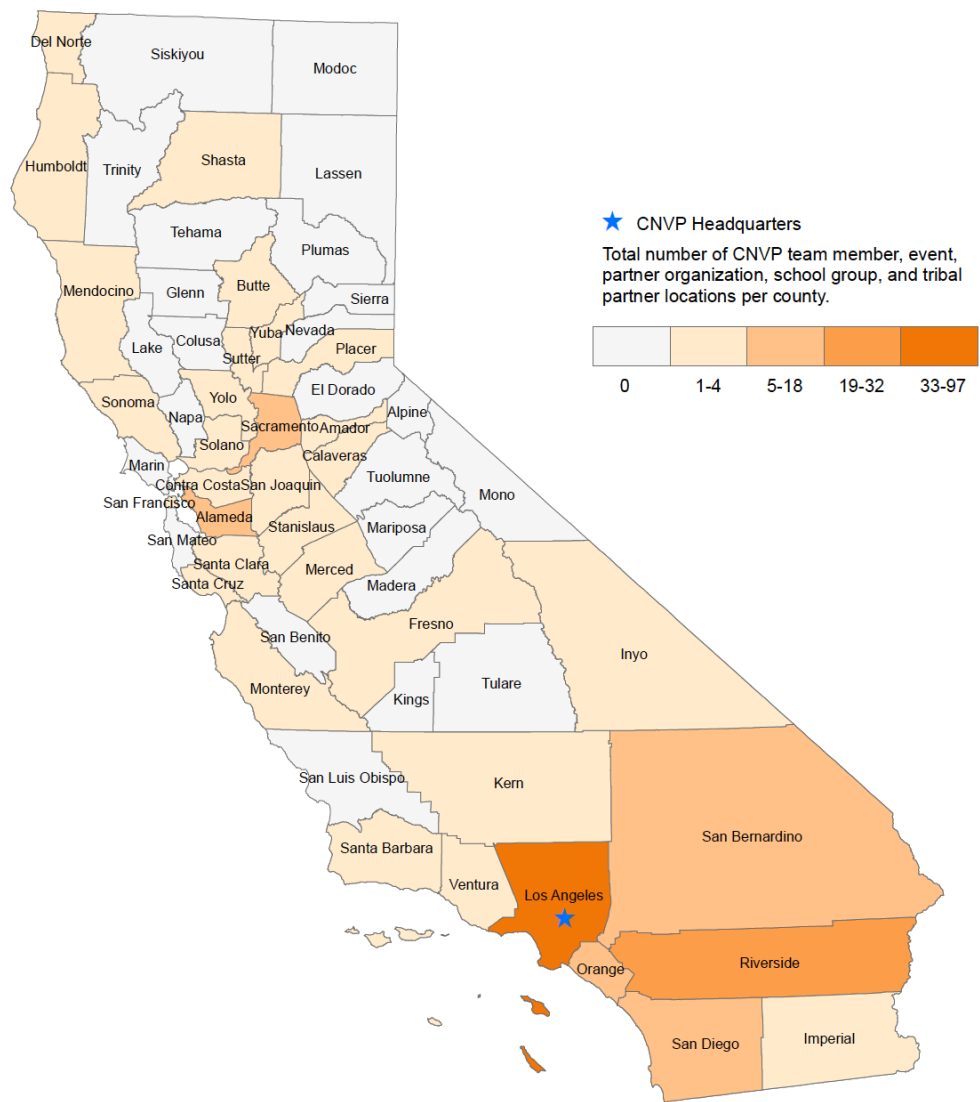 Del Norte
Siskiyou
Modoc
Humboldt
Trinity
Shasta
Lassen
Tehama
Plumas
Mendocino
Glenn
Butte
Sierra
Lake
Colusa
Sutter
Yuba
Nevada
Placer
Sonoma
Napa
Yolo
El Dorado
Solano
Sacramento
Amador
Alpine
Marin
Calaveras
Contra Costa
San Joaquin
Tuolumne
Mono
San Francisco
Alameda
Stanislaus
Mariposa
San Mateo
Santa Clara
Merced
Madera
Santa Cruz
San Benito
Fresno
Inyo
Monterey
Kings
Tulare
San Luis Obispo
Kern
San Bernardino
Santa Barbara
Ventura
Los Angeles
Orange
Riverside
San Diego
Imperial
CNVP Headquarters
Total number of CNVP team member, event,
partner organization, school group, and tribal
partner locations per county.
0 1-4 5-18 19-32 33-97